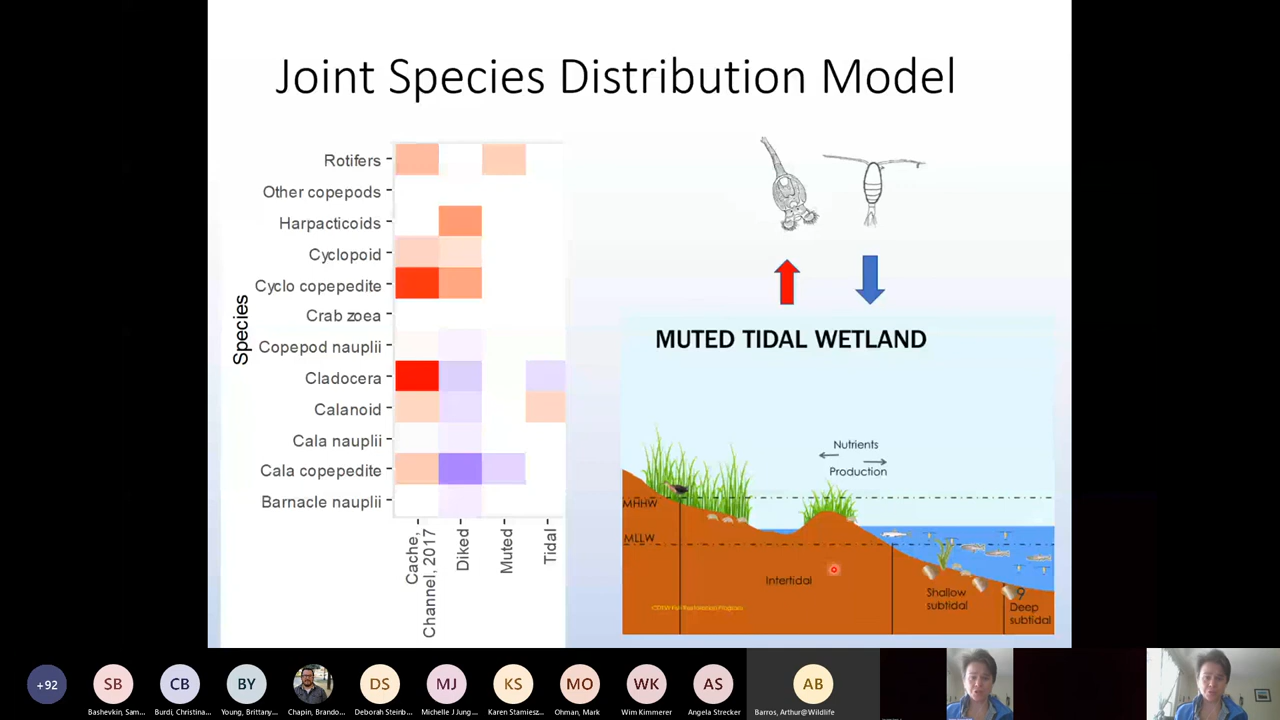 Joint Species Distribution Model
Species
Rotifers
Other copepods
Harpacticoids
Cyclopoid
Cyclo copepedite
Crab zoea
Copepod nauplii
Cladocera
Calanoid
Cala nauplii
Cala copepedite
Barnacle nauplii
Cache,
Channel, 2017
Diked
Muted
Tidal
MUTED TIDAL WETLAND
Nutrients
Production
MHHW
MLLW
Intertidal
Shallow
subtidal
Deep
subtidal
+92
SB
CB
BY
DS
MJ
KS
MO
WK
AS
AB
Bashevkin, Sam...
Burdi, Christina...
Young, Brittany...
Chapin, Brando...
Deborah Steinb...
Michelle J Jung...
Karen Stamiesz...
Ohman, Mark
Wim Kimmerer
Angela Strecker
Barros, Arthur@Wildlife